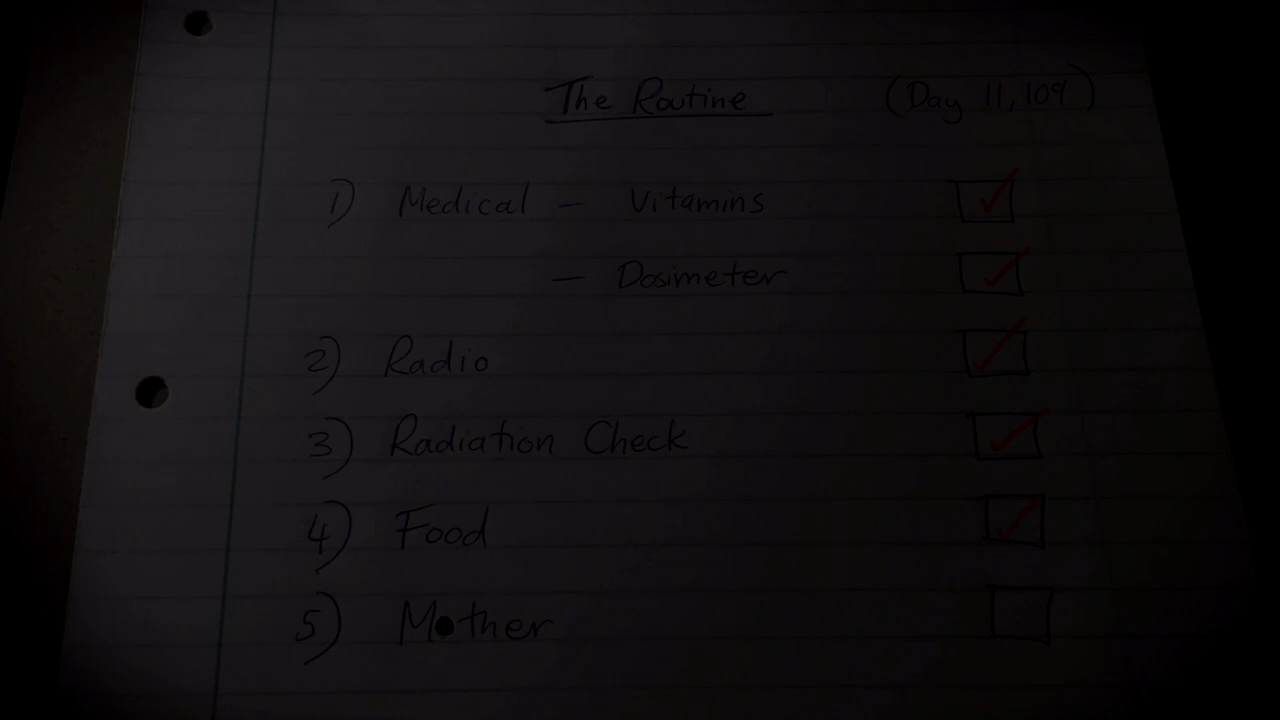 The Routine (Day 11,109)
1) Medical - Vitamins
- Dosimeter
2) Radio
3) Radiation Check
4) Food
5) Mother